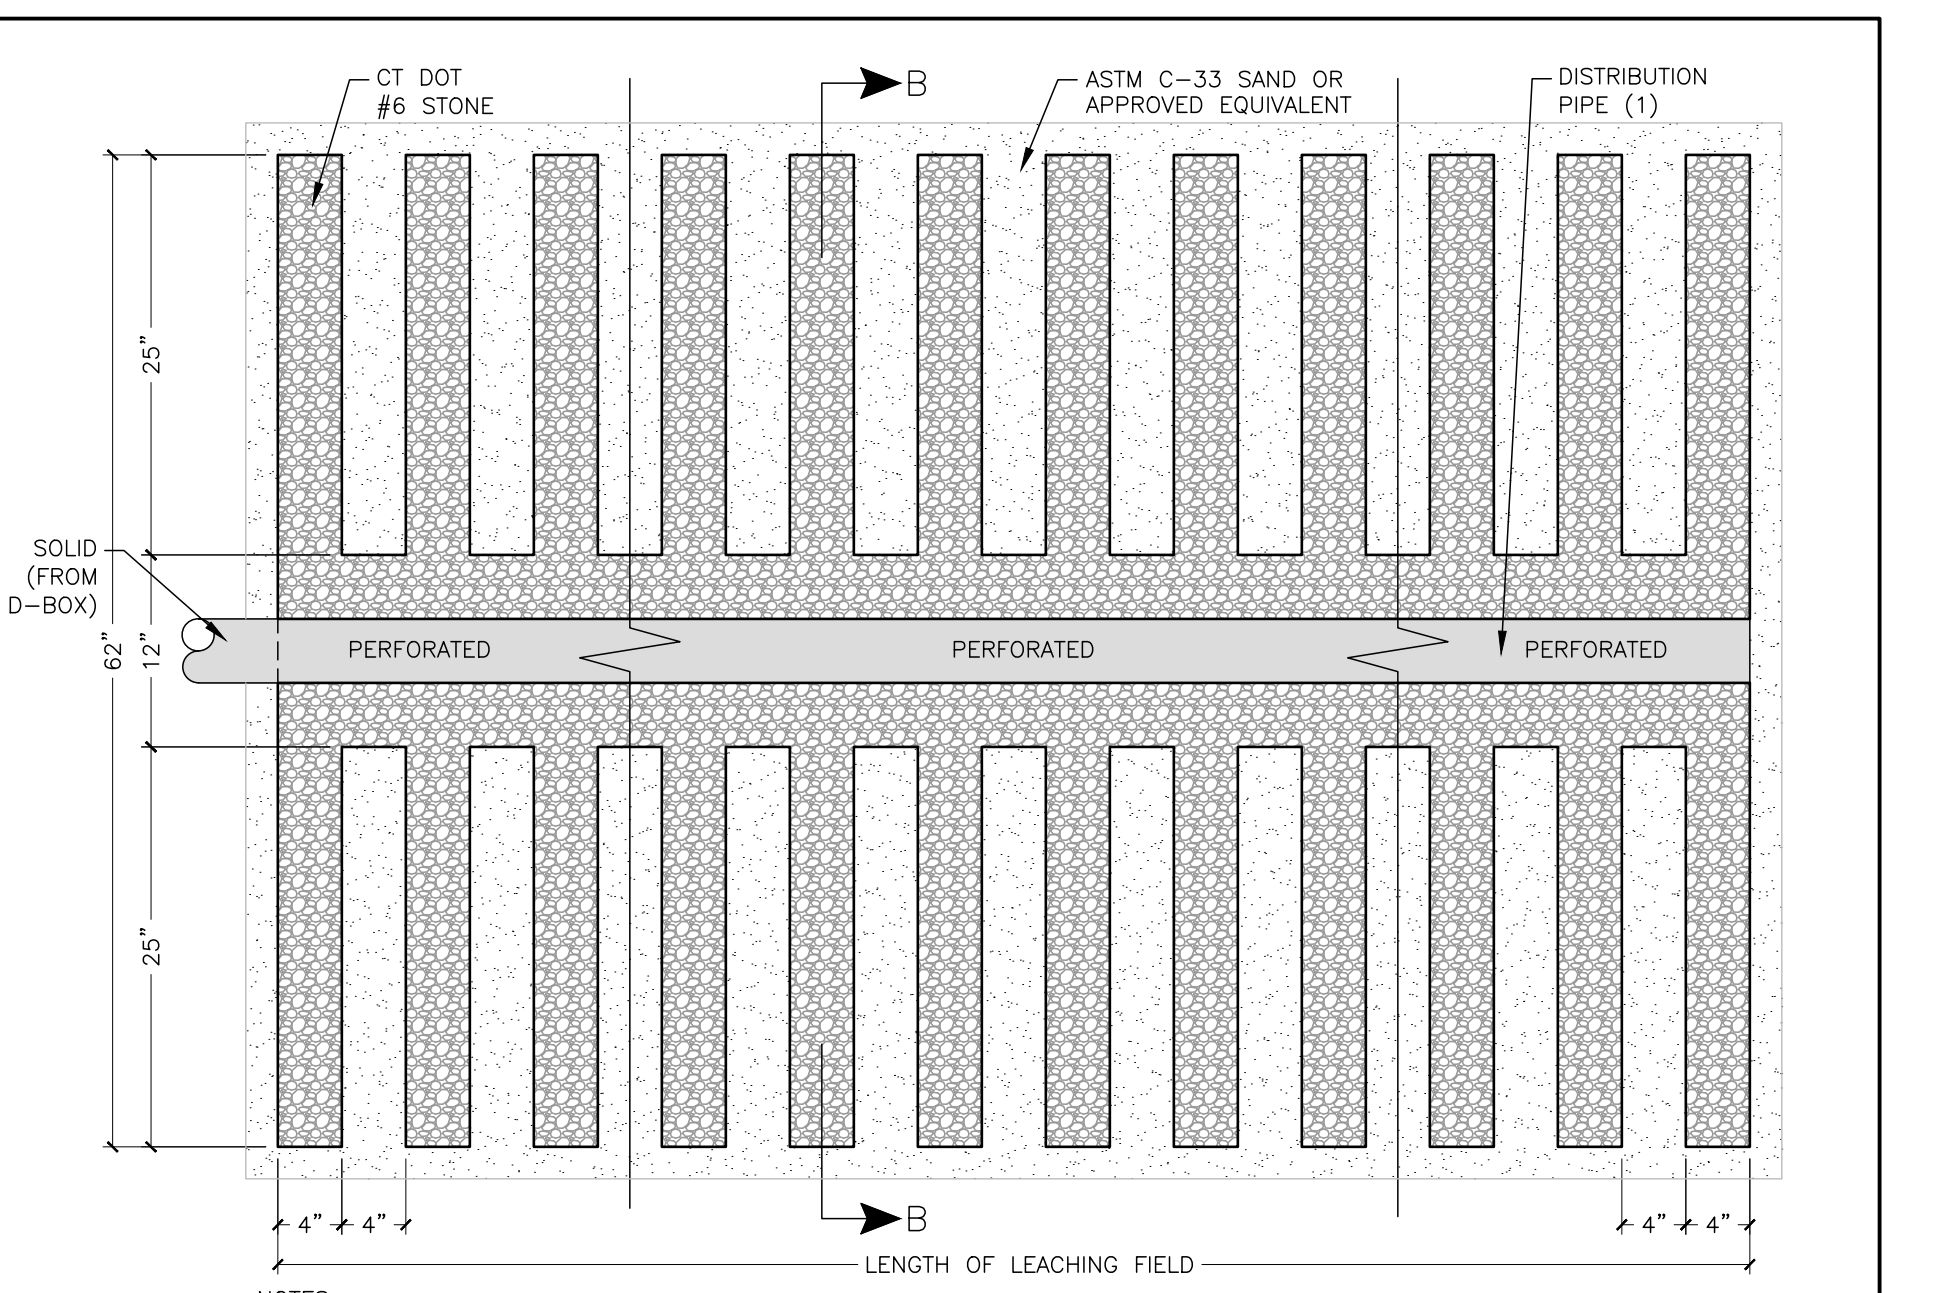 CT DOT
#6 STONE
B
ASTM C-33 SAND OR
APPROVED EQUIVALENT
DISTRIBUTION
PIPE (1)
25"
SOLID
(FROM
D-BOX)
62"
12"
PERFORATED
PERFORATED
PERFORATED
25"
4"
4"
B
4"
4"
LENGTH OF LEACHING FIELD